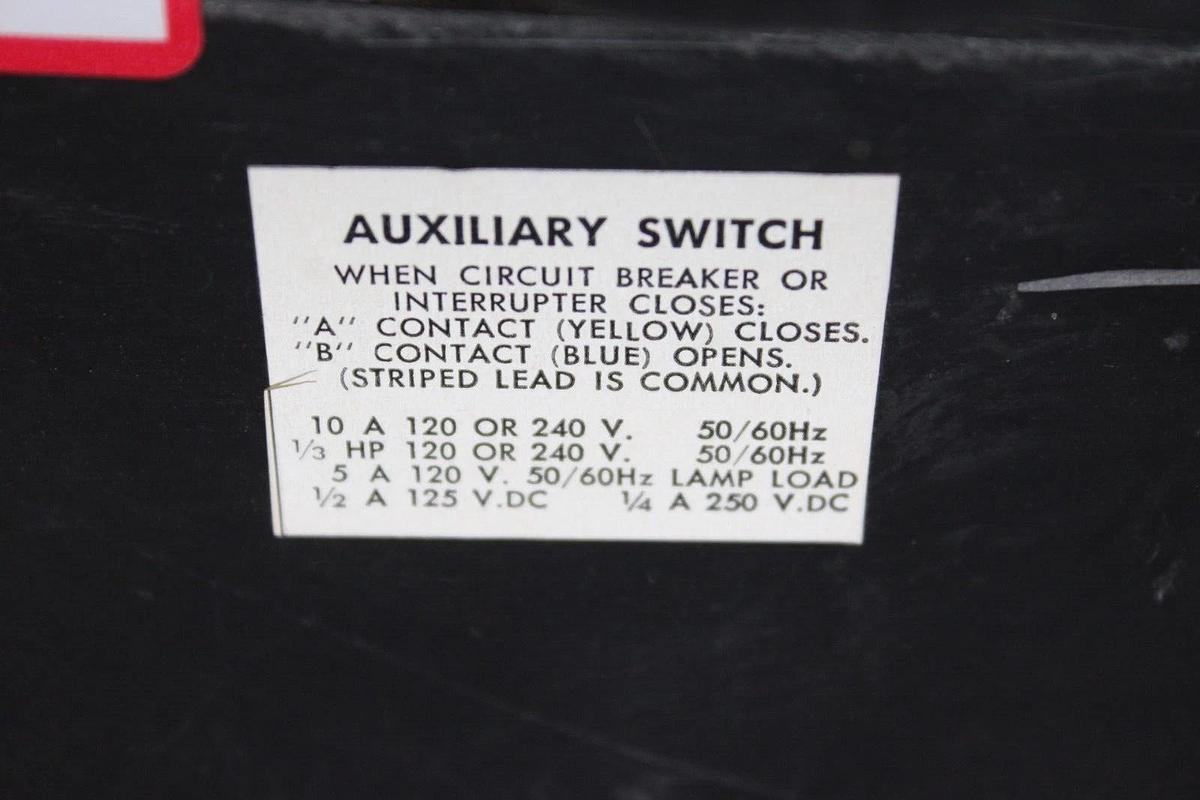 AUXILIARY SWITCH
WHEN CIRCUIT BREAKER OR
INTERRUPTER CLOSES:
"A" CONTACT (YELLOW) CLOSES.
"B" CONTACT (BLUE) OPENS.
(STRIPED LEAD IS COMMON.)
10 A 120 OR 240 V. 50/60Hz
1/3 HP 120 OR 240 V. 50/60Hz
5 A 120 V. 50/60Hz LAMP LOAD
1/2 A 125 V.DC 1/4 A 250 V.DC